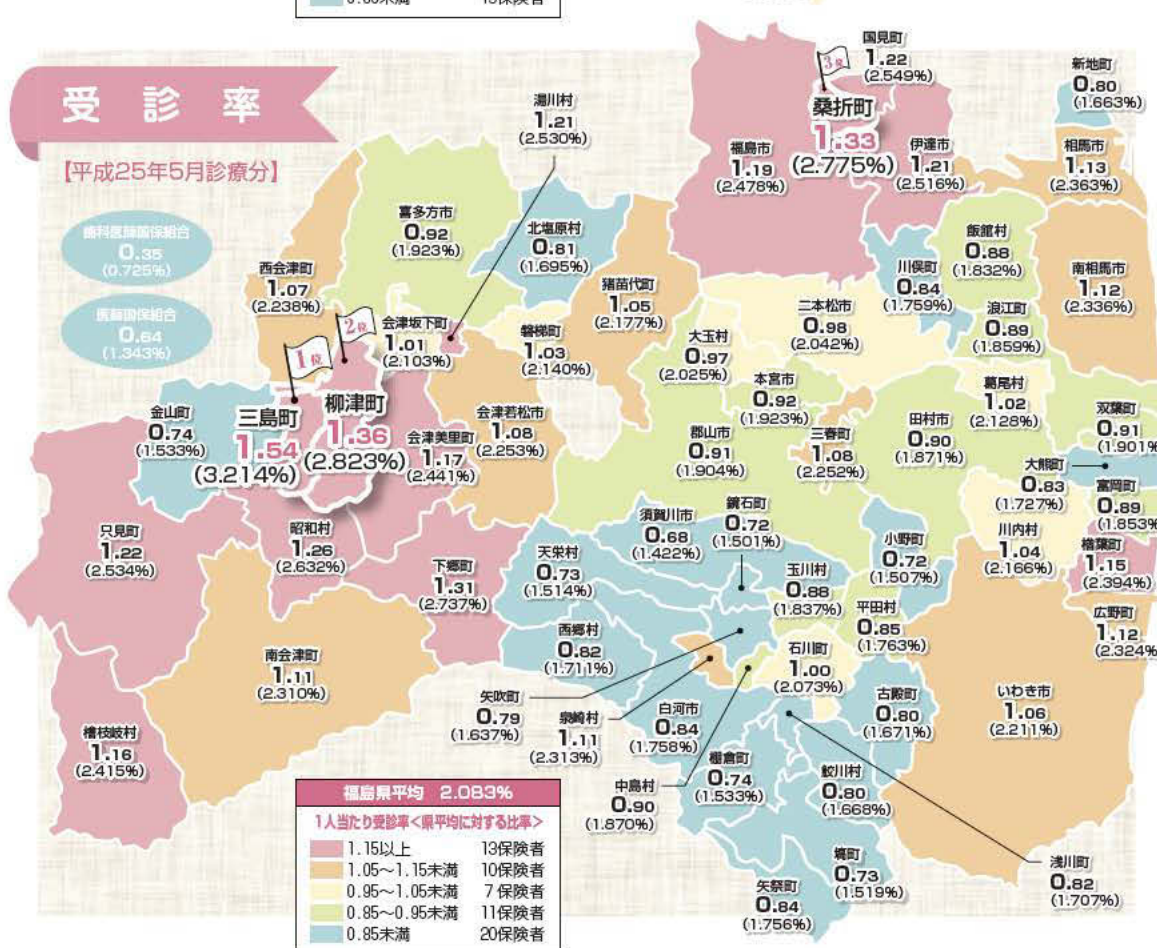 受診率
【平成25年5月診療分】
歯科医師国保組合
0.35
(0.725%)
医師国保組合
0.64
(1.343%)
国見町
1.22
(2.549%)
新地町
0.80
(1.663%)
3位
桑折町
1.33
(2.775%)
福島市
1.19
(2.478%)
伊達市
1.21
(2.516%)
相馬市
1.13
(2.363%)
湯川村
1.21
(2.530%)
喜多方市
0.92
(1.923%)
北塩原村
0.81
(1.695%)
西会津町
1.07
(2.238%)
猪苗代町
1.05
(2.177%)
川俣町
0.84
(1.759%)
飯館村
0.88
(1.832%)
南相馬市
1.12
(2.336%)
2位
会津坂下町
1.01
(2.103%)
磐梯町
1.03
(2.140%)
二本松市
0.98
(2.042%)
大玉村
0.97
(2.025%)
浪江町
0.89
(1.859%)
1位
三島町
1.54
(3.214%)
柳津町
1.36
(2.823%)
金山町
0.74
(1.533%)
会津美里町
1.17
(2.441%)
会津若松市
1.08
(2.253%)
本宮市
0.92
(1.923%)
郡山市
0.91
(1.904%)
三春町
1.08
(2.252%)
田村市
0.90
(1.871%)
葛尾村
1.02
(2.128%)
双葉町
0.91
(1.901%)
大熊町
0.83
(1.727%)
富岡町
0.89
(1.853%)
只見町
1.22
(2.534%)
昭和村
1.26
(2.632%)
下郷町
1.31
(2.737%)
天栄村
0.73
(1.514%)
須賀川市
0.68
(1.422%)
鏡石町
0.72
(1.501%)
玉川村
0.88
(1.837%)
小野町
0.72
(1.507%)
川内村
1.04
(2.166%)
楢葉町
1.15
(2.394%)
平田村
0.85
(1.763%)
広野町
1.12
(2.324%)
南会津町
1.11
(2.310%)
西郷村
0.82
(1.711%)
石川町
1.00
(2.073%)
矢吹町
0.79
(1.637%)
泉崎村
1.11
(2.313%)
白河市
0.84
(1.758%)
古殿町
0.80
(1.671%)
いわき市
1.06
(2.211%)
檜枝岐村
1.16
(2.415%)
中島村
0.90
(1.870%)
棚倉町
0.74
(1.533%)
鮫川村
0.80
(1.668%)
塙町
0.73
(1.519%)
矢祭町
0.84
(1.756%)
浅川町
0.82
(1.707%)
福島県平均 2.083%
1人当たり受診率<県平均に対する比率>
1.15以上 13保険者
1.05～1.15未満 10保険者
0.95～1.05未満 7保険者
0.85～0.95未満 11保険者
0.85未満 20保険者